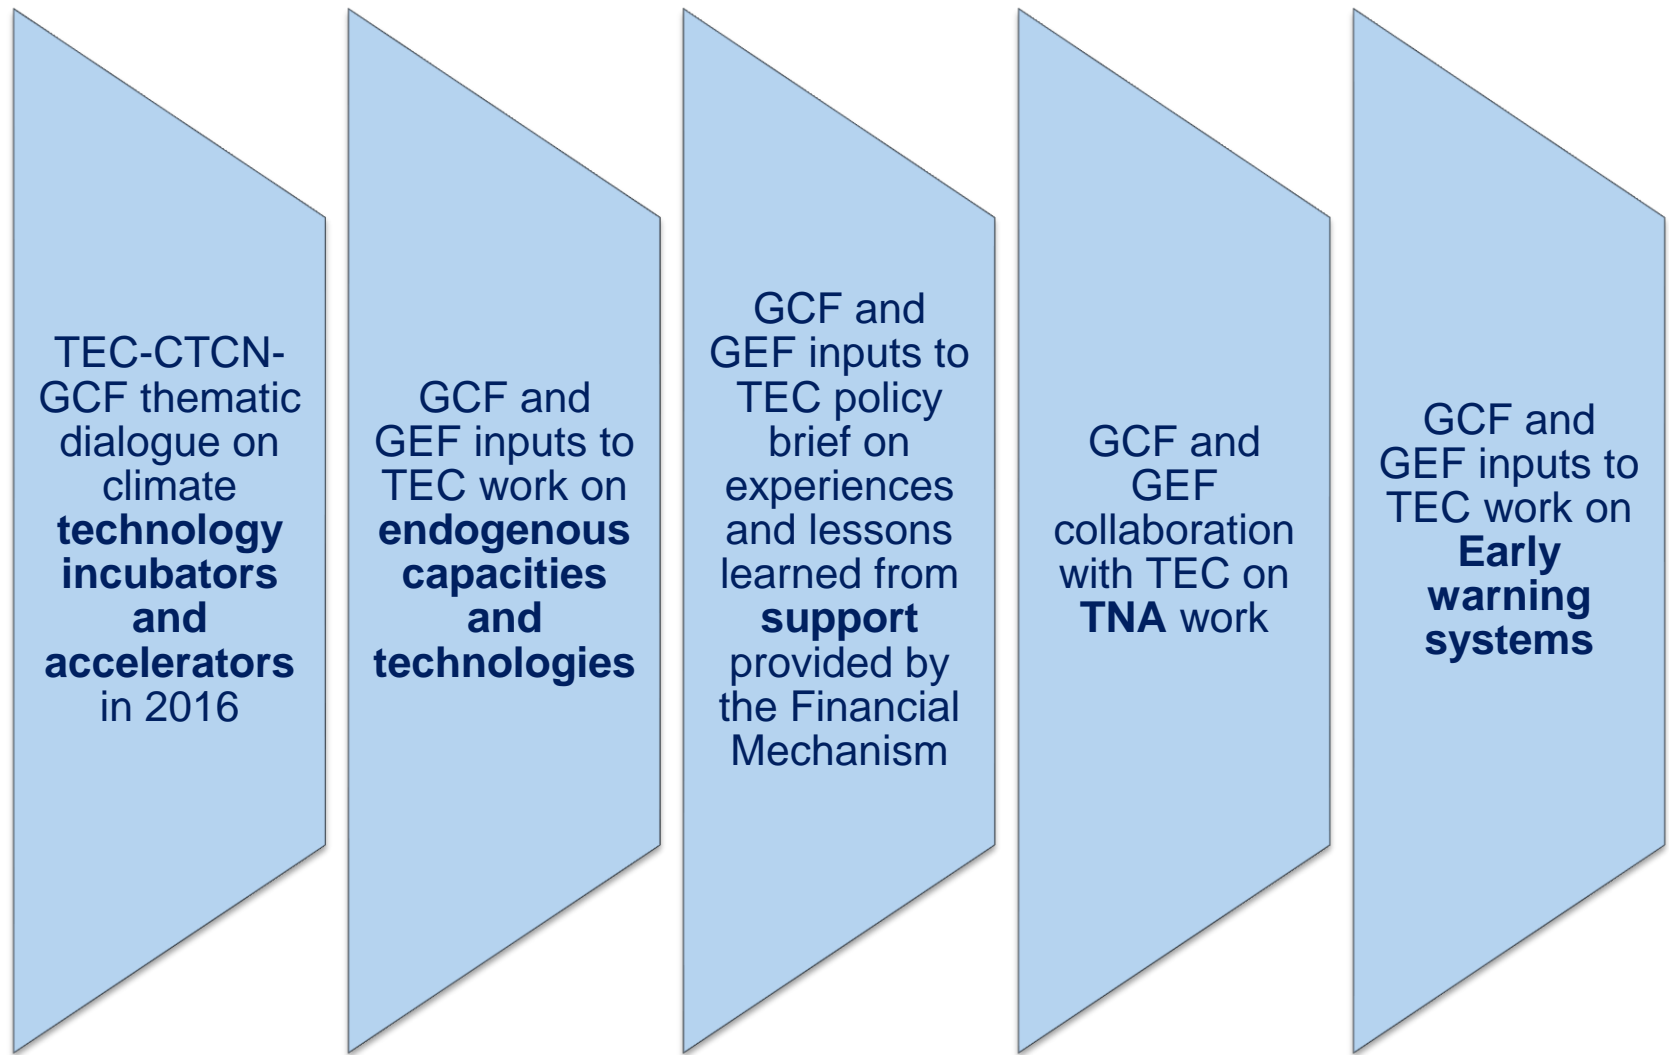 TEC-CTCN-
GCF thematic
dialogue on
climate
technology
incubators
and
accelerators
in 2016
GCF and
GEF inputs to
TEC work on
endogenous
capacities
and
technologies
GCF and
GEF inputs to
TEC policy
brief on
experiences
and lessons
learned from
support
provided by
the Financial
Mechanism
GCF and
GEF
collaboration
with TEC on
TNA work
GCF and
GEF inputs to
TEC work on
Early
warning
systems